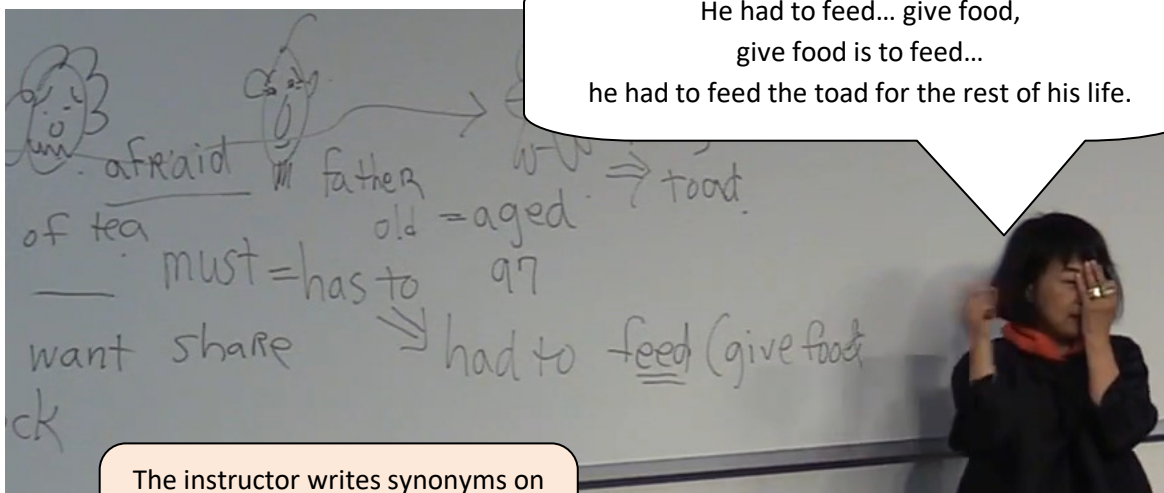 He had to feed... give food,
give food is to feed...
he had to feed the toad for the rest of his life.
afraid
father
of tea
old = aged
⇒ toad
must = has to
97
want share
had to feed (give food
ck
The instructor writes synonyms on